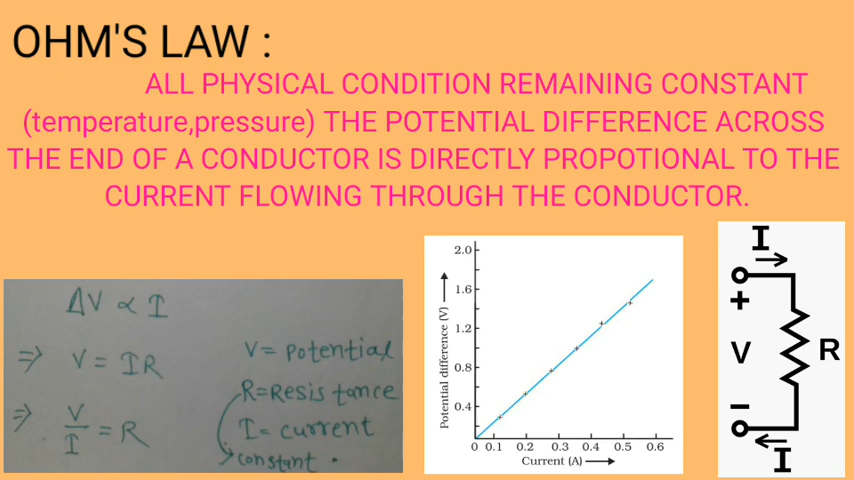 OHM'S LAW :
ALL PHYSICAL CONDITION REMAINING CONSTANT
(temperature,pressure) THE POTENTIAL DIFFERENCE ACROSS
THE END OF A CONDUCTOR IS DIRECTLY PROPOTIONAL TO THE
CURRENT FLOWING THROUGH THE CONDUCTOR.
ΔV ∝ I
⇒ V = IR
⇒ V/I = R
V = Potential
R = Resistance
I = current
constant .
Potential difference (V)
2.0
1.6
1.2
0.8
0.4
0 0.1 0.2 0.3 0.4 0.5 0.6
Current (A)
I
+
V
R
–
I